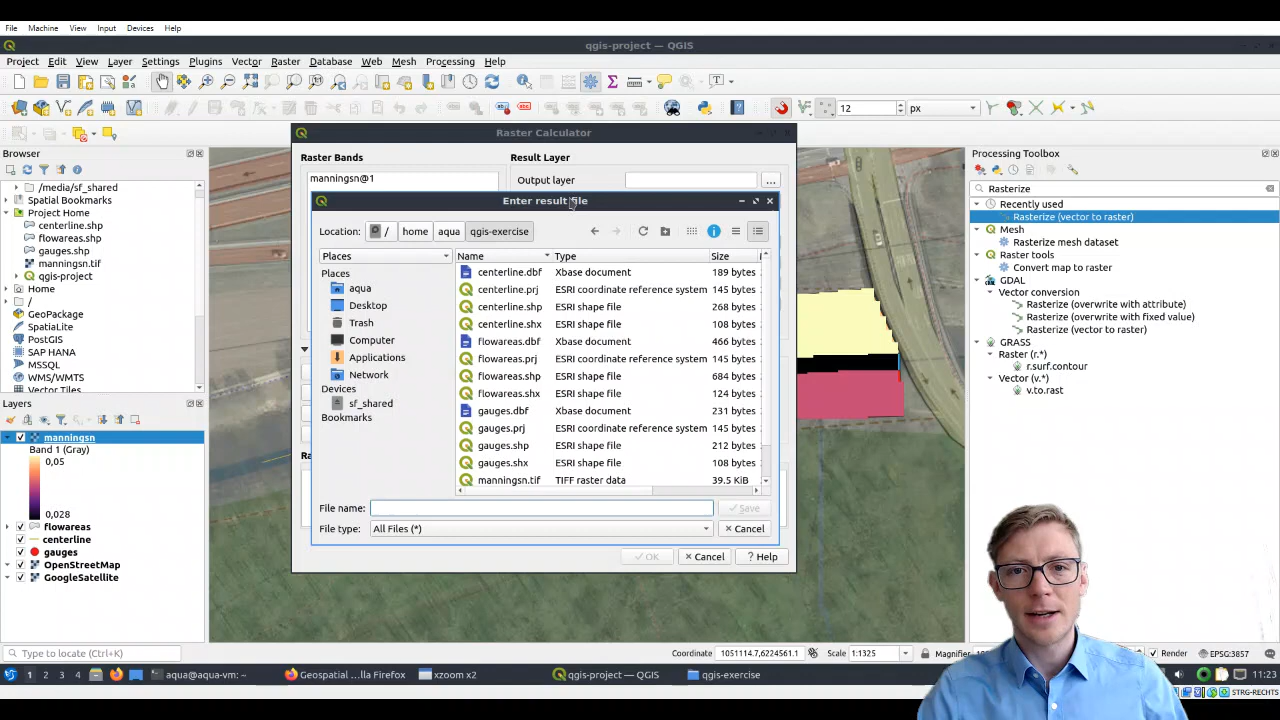 File Machine View Input Devices Help
qgis-project — QGIS
Project Edit View Layer Settings Plugins Vector Raster Database Web Mesh Processing Help
12 px
Browser
/media/sf_shared
Spatial Bookmarks
Project Home
centerline.shp
flowareas.shp
gauges.shp
manningsn.tif
qgis-project
Home
/
GeoPackage
SpatiaLite
PostGIS
SAP HANA
MSSQL
WMS/WMTS
Vector Tiles
Layers
manningsn
Band 1 (Gray)
0,05
0,028
flowareas
centerline
gauges
OpenStreetMap
GoogleSatellite
Raster Calculator
Raster Bands
Result Layer
manningsn@1
Output layer
...
Enter result file
Location: / home aqua qgis-exercise
Places
Places
aqua
Desktop
Trash
Computer
Applications
Network
Devices
sf_shared
Bookmarks
Name Type Size
centerline.dbf Xbase document 189 bytes
centerline.prj ESRI coordinate reference system 145 bytes
centerline.shp ESRI shape file 268 bytes
centerline.shx ESRI shape file 108 bytes
flowareas.dbf Xbase document 466 bytes
flowareas.prj ESRI coordinate reference system 145 bytes
flowareas.shp ESRI shape file 684 bytes
flowareas.shx ESRI shape file 124 bytes
gauges.dbf Xbase document 231 bytes
gauges.prj ESRI coordinate reference system 145 bytes
gauges.shp ESRI shape file 212 bytes
gauges.shx ESRI shape file 108 bytes
manningsn.tif TIFF raster data 39.5 KiB
File name:
Save
File type: All Files (*)
Cancel
OK Cancel Help
Processing Toolbox
Rasterize
Recently used
Rasterize (vector to raster)
Mesh
Rasterize mesh dataset
Raster tools
Convert map to raster
GDAL
Vector conversion
Rasterize (overwrite with attribute)
Rasterize (overwrite with fixed value)
Rasterize (vector to raster)
GRASS
Raster (r.*)
r.surf.contour
Vector (v.*)
v.to.rast
Type to locate (Ctrl+K)
Coordinate 1051114.7,6224561.1 Scale 1:1325 Magnifier Render EPSG:3857
1 2 3 4 aqua@aqua-vm: ~ Geospatial ...lla Firefox xzoom x2 qgis-project — QGIS qgis-exercise 11:23
STRG-RECHTS